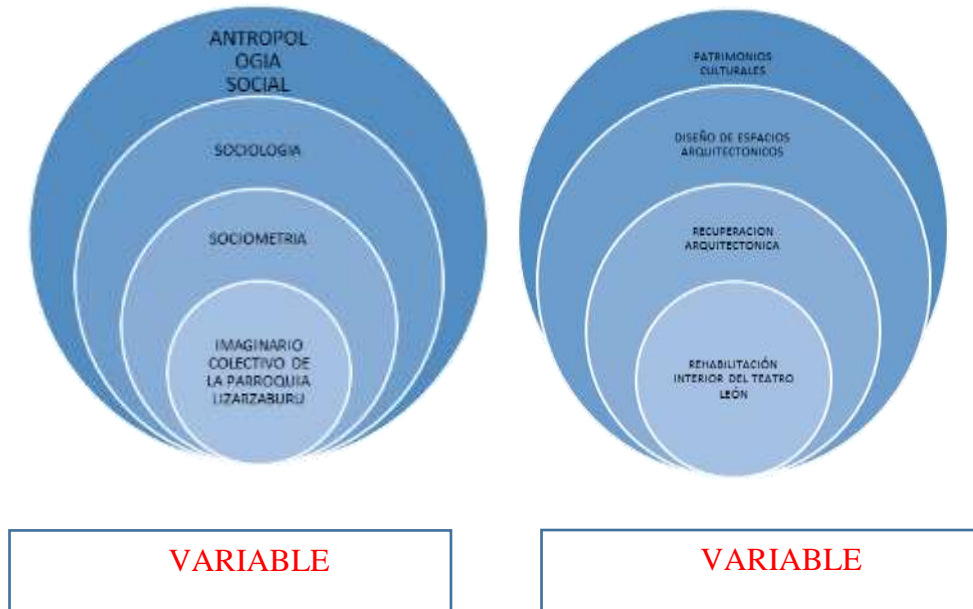 ANTROPOL
OGIA
SOCIAL
SOCIOLOGIA
SOCIOMETRIA
IMAGINARIO
COLECTIVO DE
LA PARROQUIA
LIZARZABURU
PATRIMONIOS
CULTURALES
DISEÑO DE ESPACIOS
ARQUITECTONICOS
RECUPERACION
ARQUITECTONICA
REHABILITACIÓN
INTERIOR DEL TEATRO
LEÓN
VARIABLE
VARIABLE